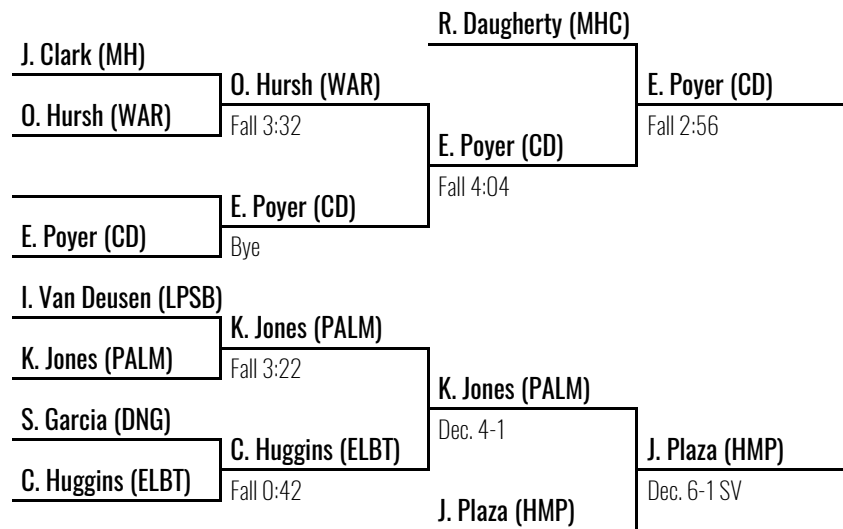 R. Daugherty (MHC)
J. Clark (MH)
O. Hursh (WAR)
E. Poyer (CD)
O. Hursh (WAR)
Fall 3:32
Fall 2:56
E. Poyer (CD)
Fall 4:04
E. Poyer (CD)
E. Poyer (CD)
Bye
I. Van Deusen (LPSB)
K. Jones (PALM)
K. Jones (PALM)
Fall 3:22
K. Jones (PALM)
S. Garcia (DNG)
Dec. 4-1
C. Huggins (ELBT)
J. Plaza (HMP)
C. Huggins (ELBT)
Fall 0:42
Dec. 6-1 SV
J. Plaza (HMP)